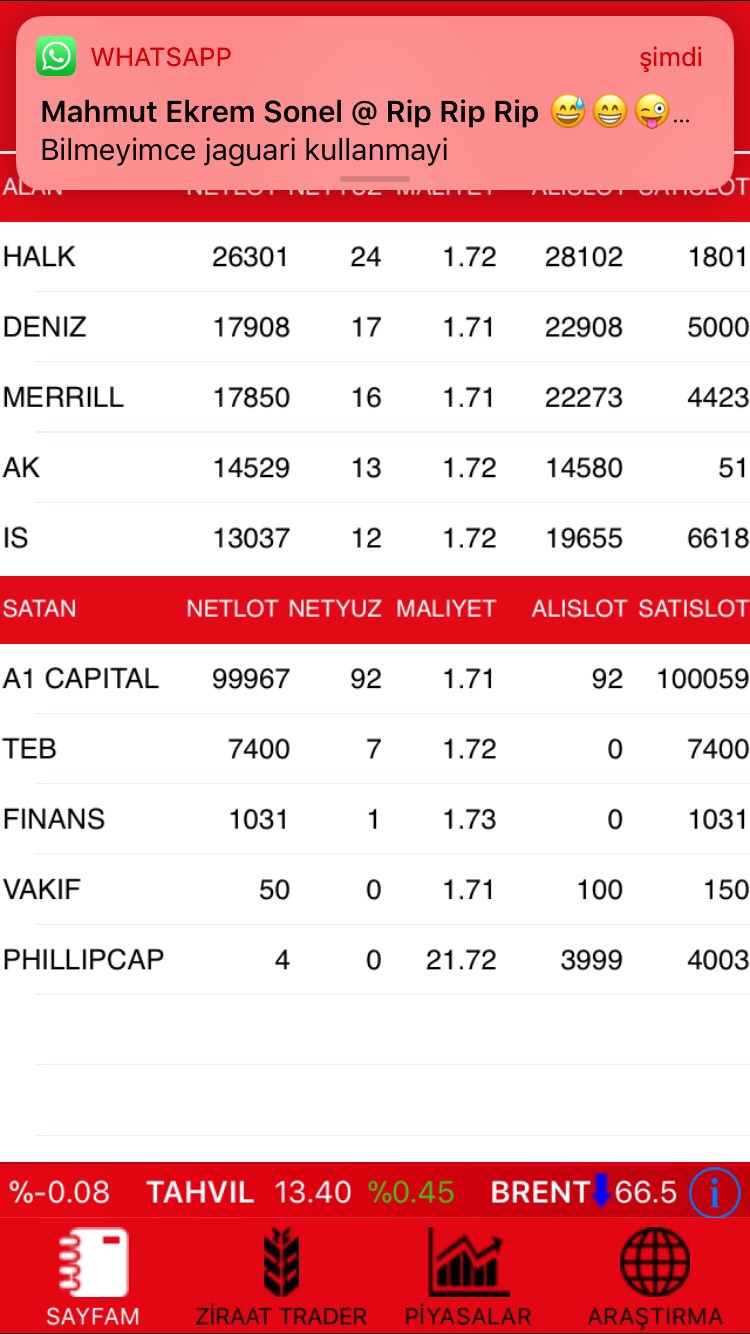 WHATSAPP şimdi
Mahmut Ekrem Sonel @ Rip Rip Rip 😅😁😜...
Bilmeyimce jaguari kullanmayi
ALAN NETLOT NETYUZ MALIYET ALISLOT SATISLOT
HALK 26301 24 1.72 28102 1801
DENIZ 17908 17 1.71 22908 5000
MERRILL 17850 16 1.71 22273 4423
AK 14529 13 1.72 14580 51
IS 13037 12 1.72 19655 6618
SATAN NETLOT NETYUZ MALIYET ALISLOT SATISLOT
A1 CAPITAL 99967 92 1.71 92 100059
TEB 7400 7 1.72 0 7400
FINANS 1031 1 1.73 0 1031
VAKIF 50 0 1.71 100 150
PHILLIPCAP 4 0 21.72 3999 4003
%-0.08 TAHVIL 13.40 %0.45 BRENT 66.5 i
SAYFAM ZİRAAT TRADER PİYASALAR ARAŞTIRMA